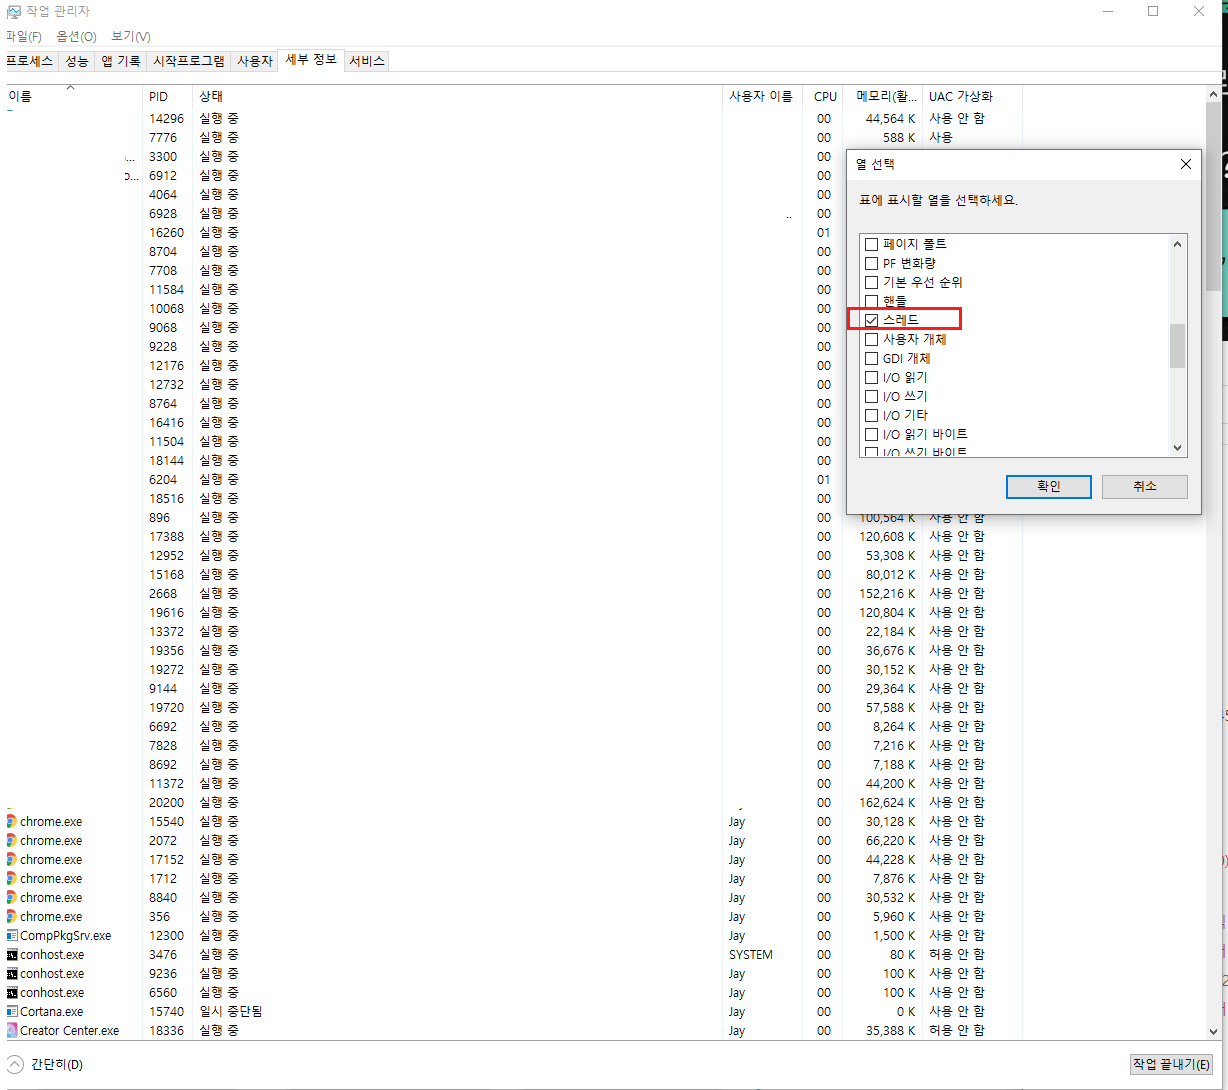 작업 관리자
파일(F) 옵션(O) 보기(V)
프로세스 성능 앱 기록 시작프로그램 사용자 세부 정보 서비스
이름 PID 상태 사용자 이름 CPU 메모리(활... UAC 가상화
14296 실행 중 00 44,564 K 사용 안 함
7776 실행 중 00 588 K 사용
... 3300 실행 중 00
... 6912 실행 중 00
4064 실행 중 00
6928 실행 중 .. 00
16260 실행 중 01
8704 실행 중 00
7708 실행 중 00
11584 실행 중 00
10068 실행 중 00
9068 실행 중 00
9228 실행 중 00
12176 실행 중 00
12732 실행 중 00
8764 실행 중 00
16416 실행 중 00
11504 실행 중 00
18144 실행 중 00
6204 실행 중 01
18516 실행 중 00
896 실행 중 00 100,564 K 사용 안 함
17388 실행 중 00 120,608 K 사용 안 함
12952 실행 중 00 53,308 K 사용 안 함
15168 실행 중 00 80,012 K 사용 안 함
2668 실행 중 00 152,216 K 사용 안 함
19616 실행 중 00 120,804 K 사용 안 함
13372 실행 중 00 22,184 K 사용 안 함
19356 실행 중 00 36,676 K 사용 안 함
19272 실행 중 00 30,152 K 사용 안 함
9144 실행 중 00 29,364 K 사용 안 함
19720 실행 중 00 57,588 K 사용 안 함
6692 실행 중 00 8,264 K 사용 안 함
7828 실행 중 00 7,216 K 사용 안 함
8692 실행 중 00 7,188 K 사용 안 함
11372 실행 중 00 44,200 K 사용 안 함
20200 실행 중 00 162,624 K 사용 안 함
chrome.exe 15540 실행 중 Jay 00 30,128 K 사용 안 함
chrome.exe 2072 실행 중 Jay 00 66,220 K 사용 안 함
chrome.exe 17152 실행 중 Jay 00 44,228 K 사용 안 함
chrome.exe 1712 실행 중 Jay 00 7,876 K 사용 안 함
chrome.exe 8840 실행 중 Jay 00 30,532 K 사용 안 함
chrome.exe 356 실행 중 Jay 00 5,960 K 사용 안 함
CompPkgSrv.exe 12300 실행 중 Jay 00 1,500 K 사용 안 함
conhost.exe 3476 실행 중 SYSTEM 00 80 K 허용 안 함
conhost.exe 9236 실행 중 Jay 00 100 K 사용 안 함
conhost.exe 6560 실행 중 Jay 00 100 K 사용 안 함
Cortana.exe 15740 일시 중단됨 Jay 00 0 K 사용 안 함
Creator Center.exe 18336 실행 중 Jay 00 35,388 K 허용 안 함
간단히(D) 작업 끝내기(E)
열 선택
표에 표시할 열을 선택하세요.
페이지 폴트
PF 변화량
기본 우선 순위
핸들
스레드
사용자 개체
GDI 개체
I/O 읽기
I/O 쓰기
I/O 기타
I/O 읽기 바이트
I/O 쓰기 바이트
확인 취소